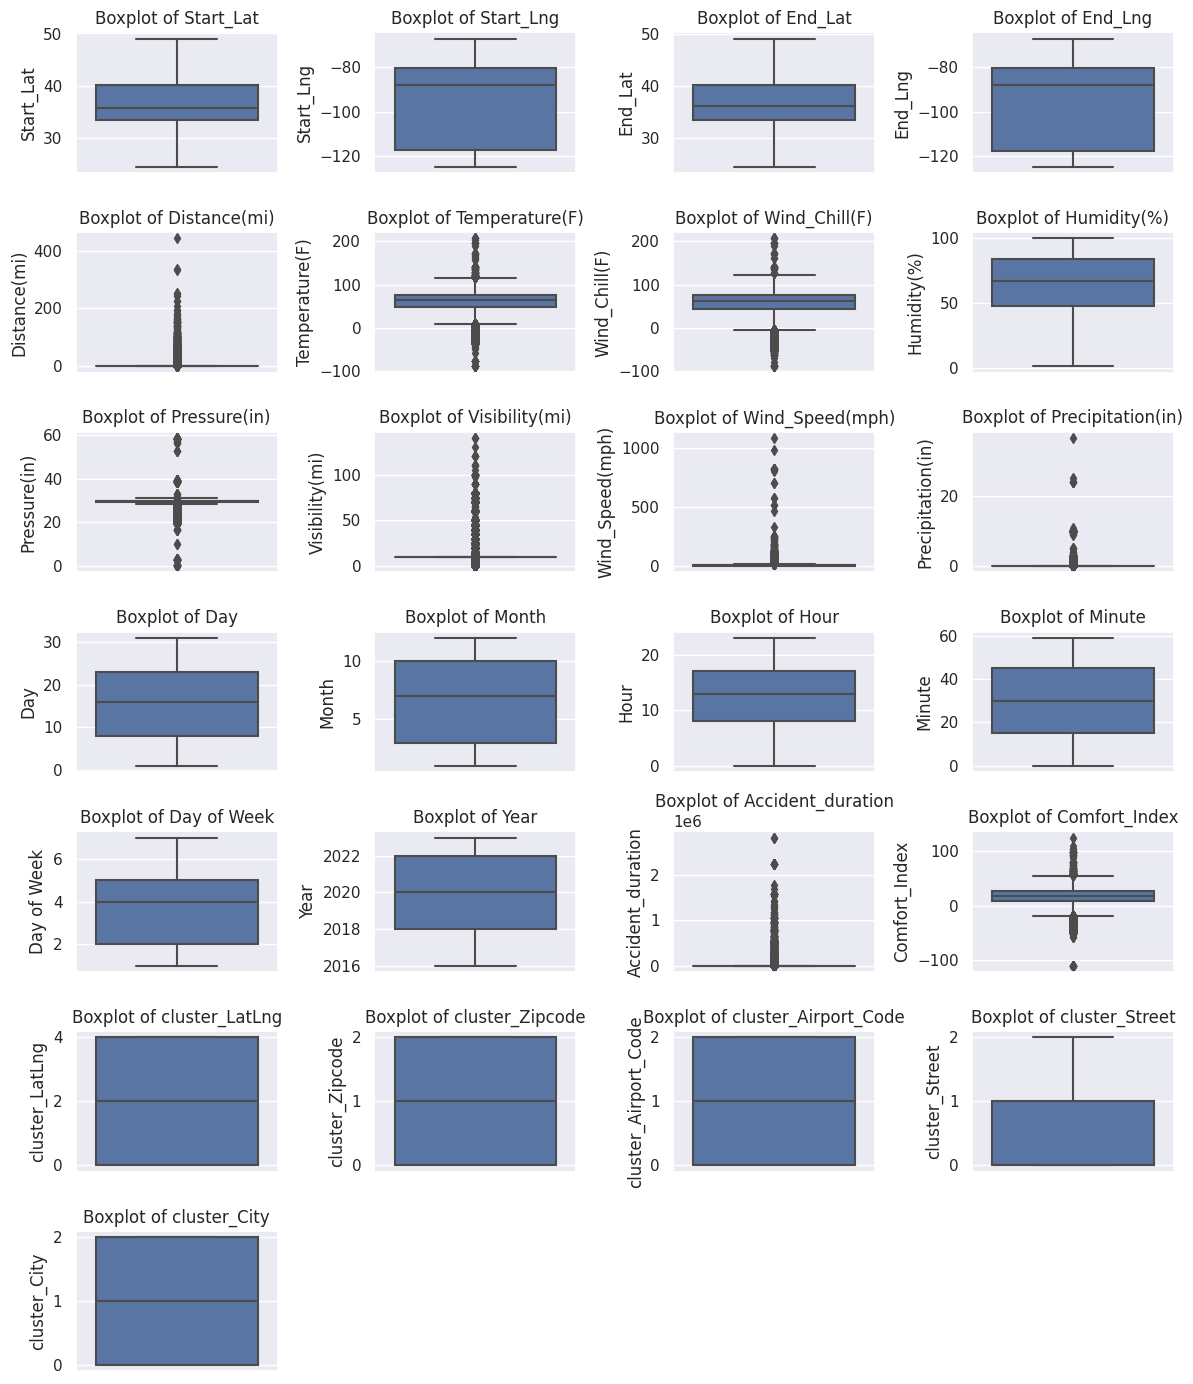 Boxplot of Start_Lat
Start_Lat
50
40
30
Boxplot of Start_Lng
Start_Lng
−80
−100
−120
Boxplot of End_Lat
End_Lat
50
40
30
Boxplot of End_Lng
End_Lng
−80
−100
−120
Boxplot of Distance(mi)
Distance(mi)
400
200
0
Boxplot of Temperature(F)
Temperature(F)
200
100
0
−100
Boxplot of Wind_Chill(F)
Wind_Chill(F)
200
100
0
−100
Boxplot of Humidity(%)
Humidity(%)
100
50
0
Boxplot of Pressure(in)
Pressure(in)
60
40
20
0
Boxplot of Visibility(mi)
Visibility(mi)
100
50
0
Boxplot of Wind_Speed(mph)
Wind_Speed(mph)
1000
500
0
Boxplot of Precipitation(in)
Precipitation(in)
20
0
Boxplot of Day
Day
30
20
10
0
Boxplot of Month
Month
10
5
Boxplot of Hour
Hour
20
10
0
Boxplot of Minute
Minute
60
40
20
0
Boxplot of Day of Week
Day of Week
6
4
2
Boxplot of Year
Year
2022
2020
2018
2016
Boxplot of Accident_duration
1e6
Accident_duration
2
1
0
Boxplot of Comfort_Index
Comfort_Index
100
0
−100
Boxplot of cluster_LatLng
cluster_LatLng
4
2
0
Boxplot of cluster_Zipcode
cluster_Zipcode
2
1
0
Boxplot of cluster_Airport_Code
cluster_Airport_Code
2
1
0
Boxplot of cluster_Street
cluster_Street
2
1
0
Boxplot of cluster_City
cluster_City
2
1
0